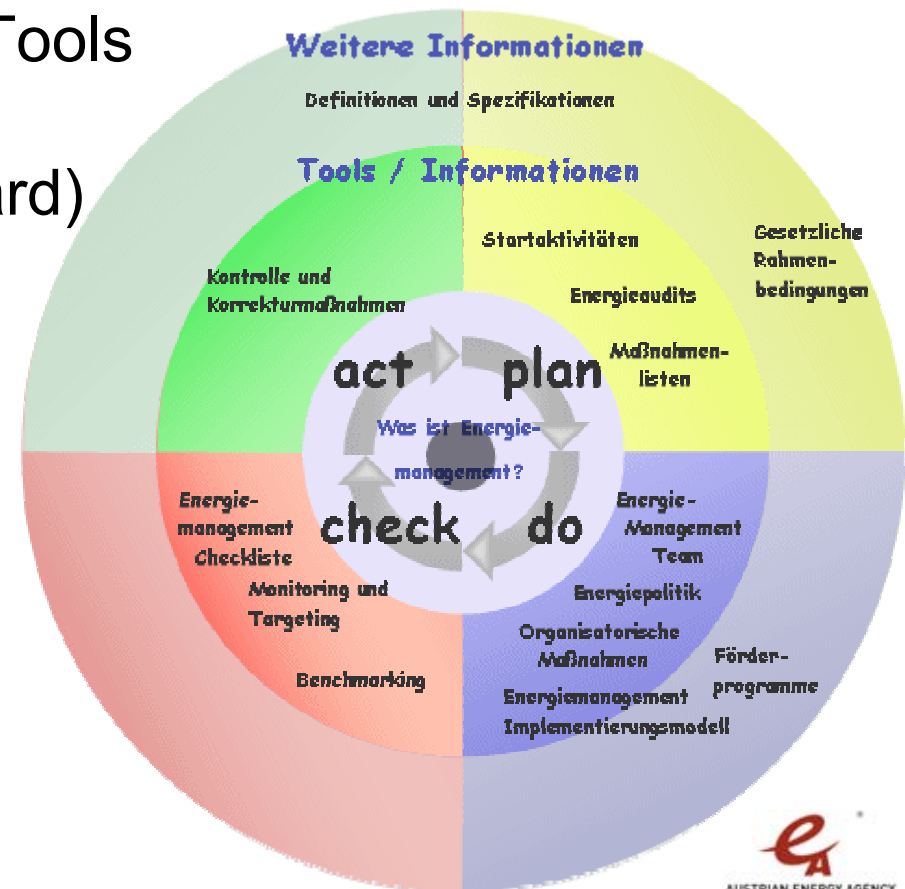 Tools
ard)
Weitere Informationen
Definitionen und Spezifikationen
Tools / Informationen
Startaktivitäten
Energieaudits
Maßnahmen-
listen
Gesetzliche
Rahmen-
bedingungen
Kontrolle und
Korrekturmaßnahmen
act
plan
Was ist Energie-
management?
check
do
Energie-
management
Checkliste
Monitoring und
Targeting
Benchmarking
Energie-
Management
Team
Energiepolitik
Organisatorische
Maßnahmen
Energiemanagement
Implementierungsmodell
Förder-
programme
eA
AUSTRIAN ENERGY AGENCY